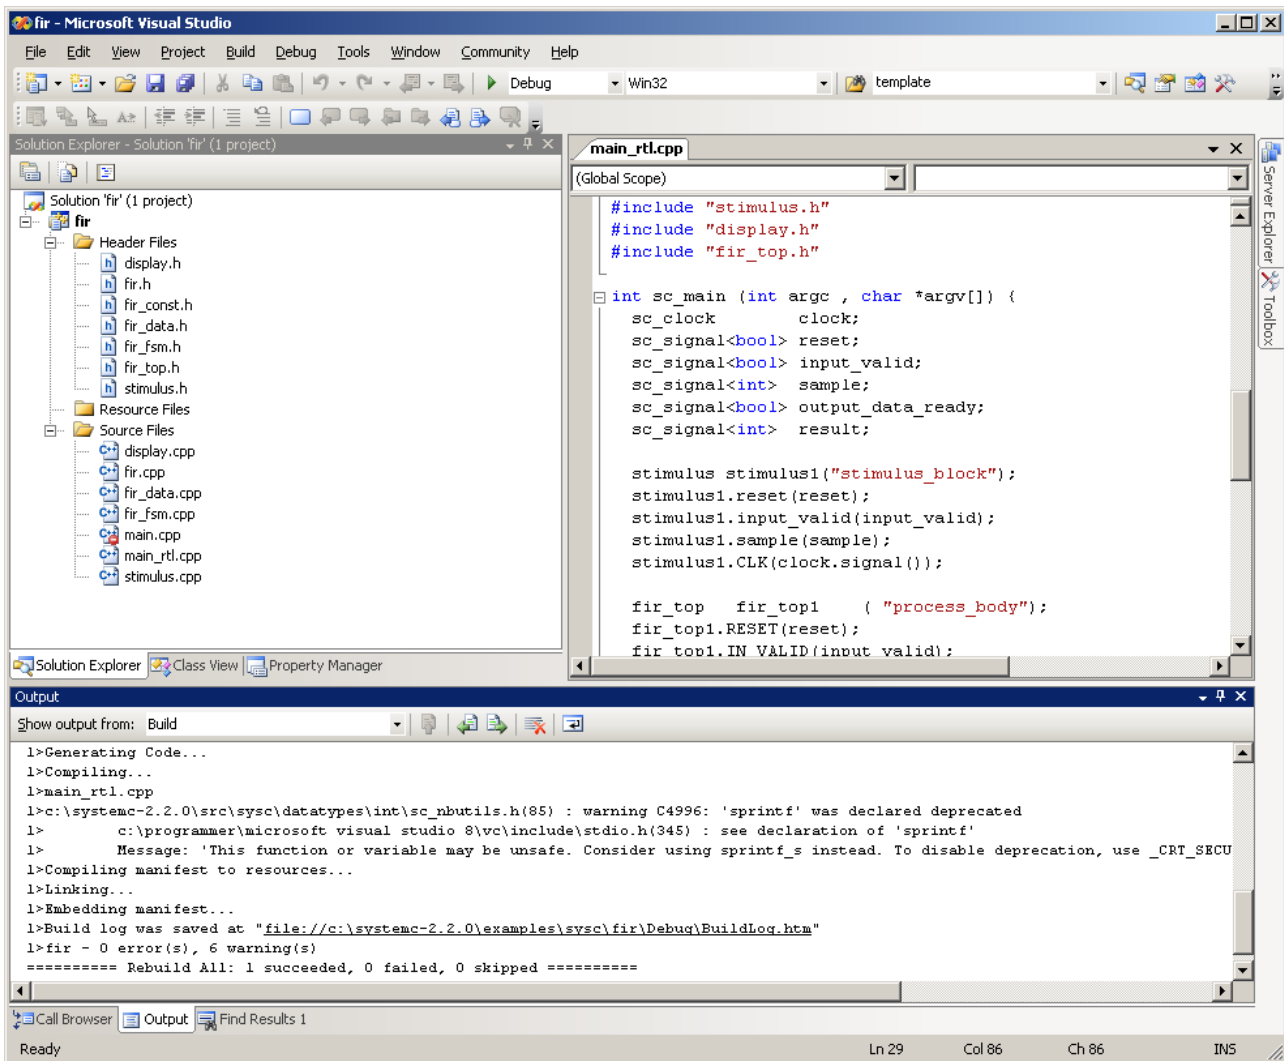 fir - Microsoft Visual Studio
File Edit View Project Build Debug Tools Window Community Help
Debug Win32 template
Solution Explorer - Solution 'fir' (1 project)
Solution 'fir' (1 project)
fir
Header Files
display.h
fir.h
fir_const.h
fir_data.h
fir_fsm.h
fir_top.h
stimulus.h
Resource Files
Source Files
display.cpp
fir.cpp
fir_data.cpp
fir_fsm.cpp
main.cpp
main_rtl.cpp
stimulus.cpp
Solution Explorer Class View Property Manager
main_rtl.cpp
(Global Scope)
#include "stimulus.h"
#include "display.h"
#include "fir_top.h"
int sc_main (int argc , char *argv[]) {
sc_clock clock;
sc_signal<bool> reset;
sc_signal<bool> input_valid;
sc_signal<int> sample;
sc_signal<bool> output_data_ready;
sc_signal<int> result;
stimulus stimulus1("stimulus_block");
stimulus1.reset(reset);
stimulus1.input_valid(input_valid);
stimulus1.sample(sample);
stimulus1.CLK(clock.signal());
fir_top fir_top1 ( "process_body");
fir_top1.RESET(reset);
fir_top1.IN_VALID(input_valid);
Server Explorer
Toolbox
Output
Show output from: Build
1>Generating Code...
1>Compiling...
1>main_rtl.cpp
1>c:\systemc-2.2.0\src\sysc\datatypes\int\sc_nbutils.h(85) : warning C4996: 'sprintf' was declared deprecated
1> c:\programmer\microsoft visual studio 8\vc\include\stdio.h(345) : see declaration of 'sprintf'
1> Message: 'This function or variable may be unsafe. Consider using sprintf_s instead. To disable deprecation, use _CRT_SECU
1>Compiling manifest to resources...
1>Linking...
1>Embedding manifest...
1>Build log was saved at "file://c:\systemc-2.2.0\examples\sysc\fir\Debug\BuildLog.htm"
1>fir - 0 error(s), 6 warning(s)
========== Rebuild All: 1 succeeded, 0 failed, 0 skipped ==========
Call Browser Output Find Results 1
Ready Ln 29 Col 86 Ch 86 INS